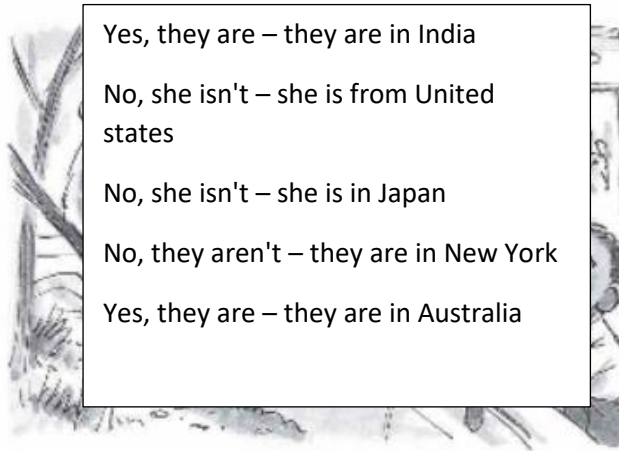 Yes, they are – they are in India
No, she isn't – she is from United
states
No, she isn't – she is in Japan
No, they aren't – they are in New York
Yes, they are – they are in Australia